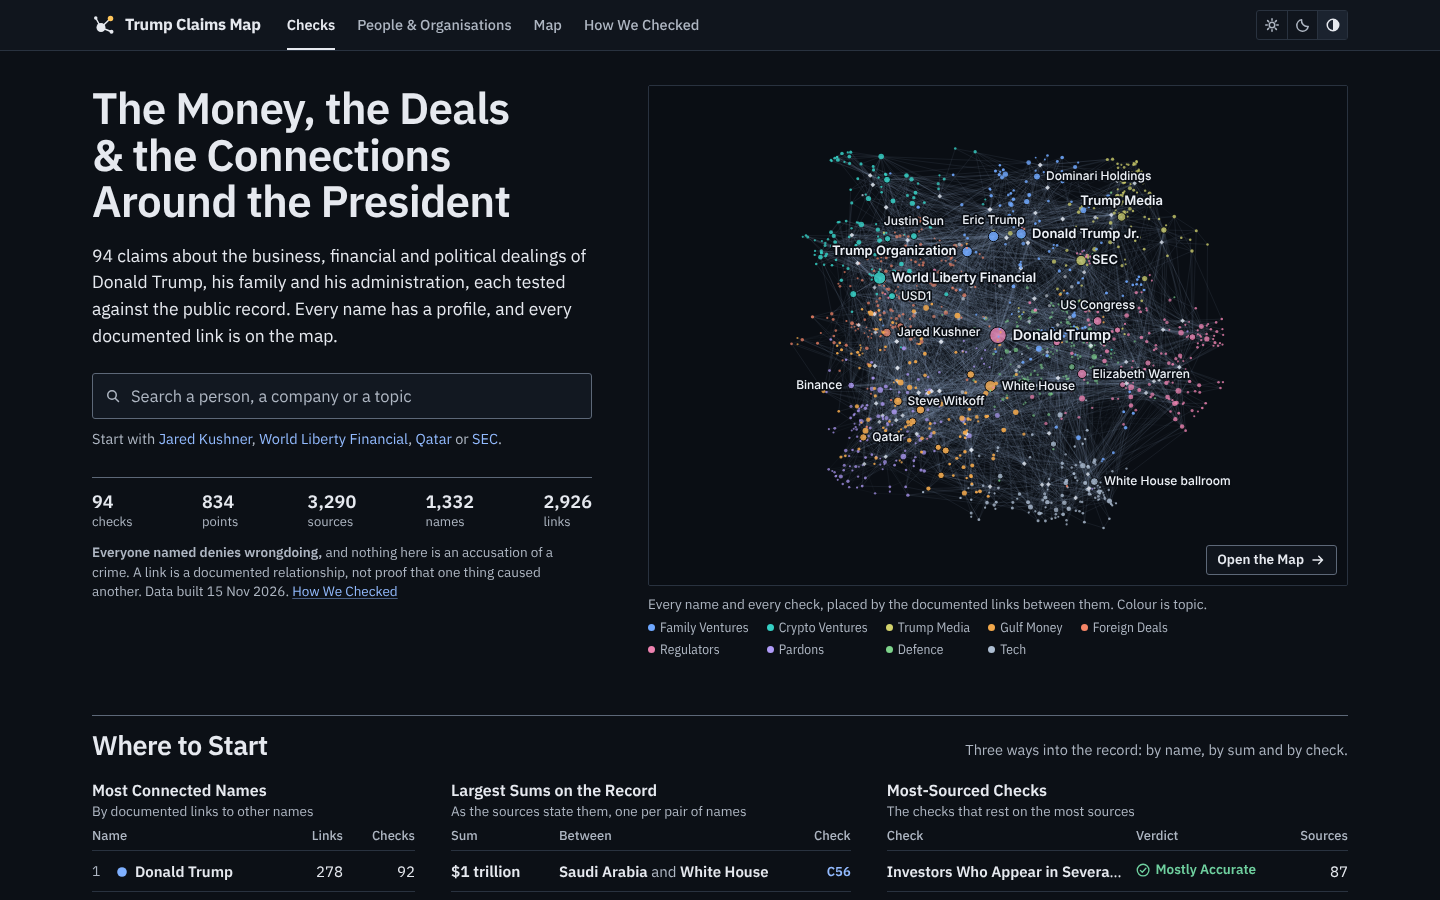 Trump Claims Map
Checks
People & Organisations
Map
How We Checked
The Money, the Deals
& the Connections
Around the President
94 claims about the business, financial and political dealings of
Donald Trump, his family and his administration, each tested
against the public record. Every name has a profile, and every
documented link is on the map.
Search a person, a company or a topic
Start with Jared Kushner, World Liberty Financial, Qatar or SEC.
94 834 3,290 1,332 2,926
checks points sources names links
Everyone named denies wrongdoing, and nothing here is an accusation of a
crime. A link is a documented relationship, not proof that one thing caused
another. Data built 15 Nov 2026. How We Checked
Dominari Holdings
Trump Media
Justin Sun
Eric Trump
Donald Trump Jr.
Trump Organization
SEC
World Liberty Financial
USD1
US Congress
Jared Kushner
Donald Trump
Elizabeth Warren
Binance
White House
Steve Witkoff
Qatar
White House ballroom
Open the Map →
Every name and every check, placed by the documented links between them. Colour is topic.
Family Ventures Crypto Ventures Trump Media Gulf Money Foreign Deals
Regulators Pardons Defence Tech
Where to Start
Three ways into the record: by name, by sum and by check.
Most Connected Names
By documented links to other names
Name Links Checks
1 Donald Trump 278 92
Largest Sums on the Record
As the sources state them, one per pair of names
Sum Between Check
$1 trillion Saudi Arabia and White House C56
Most-Sourced Checks
The checks that rest on the most sources
Check Verdict Sources
Investors Who Appear in Severa... Mostly Accurate 87